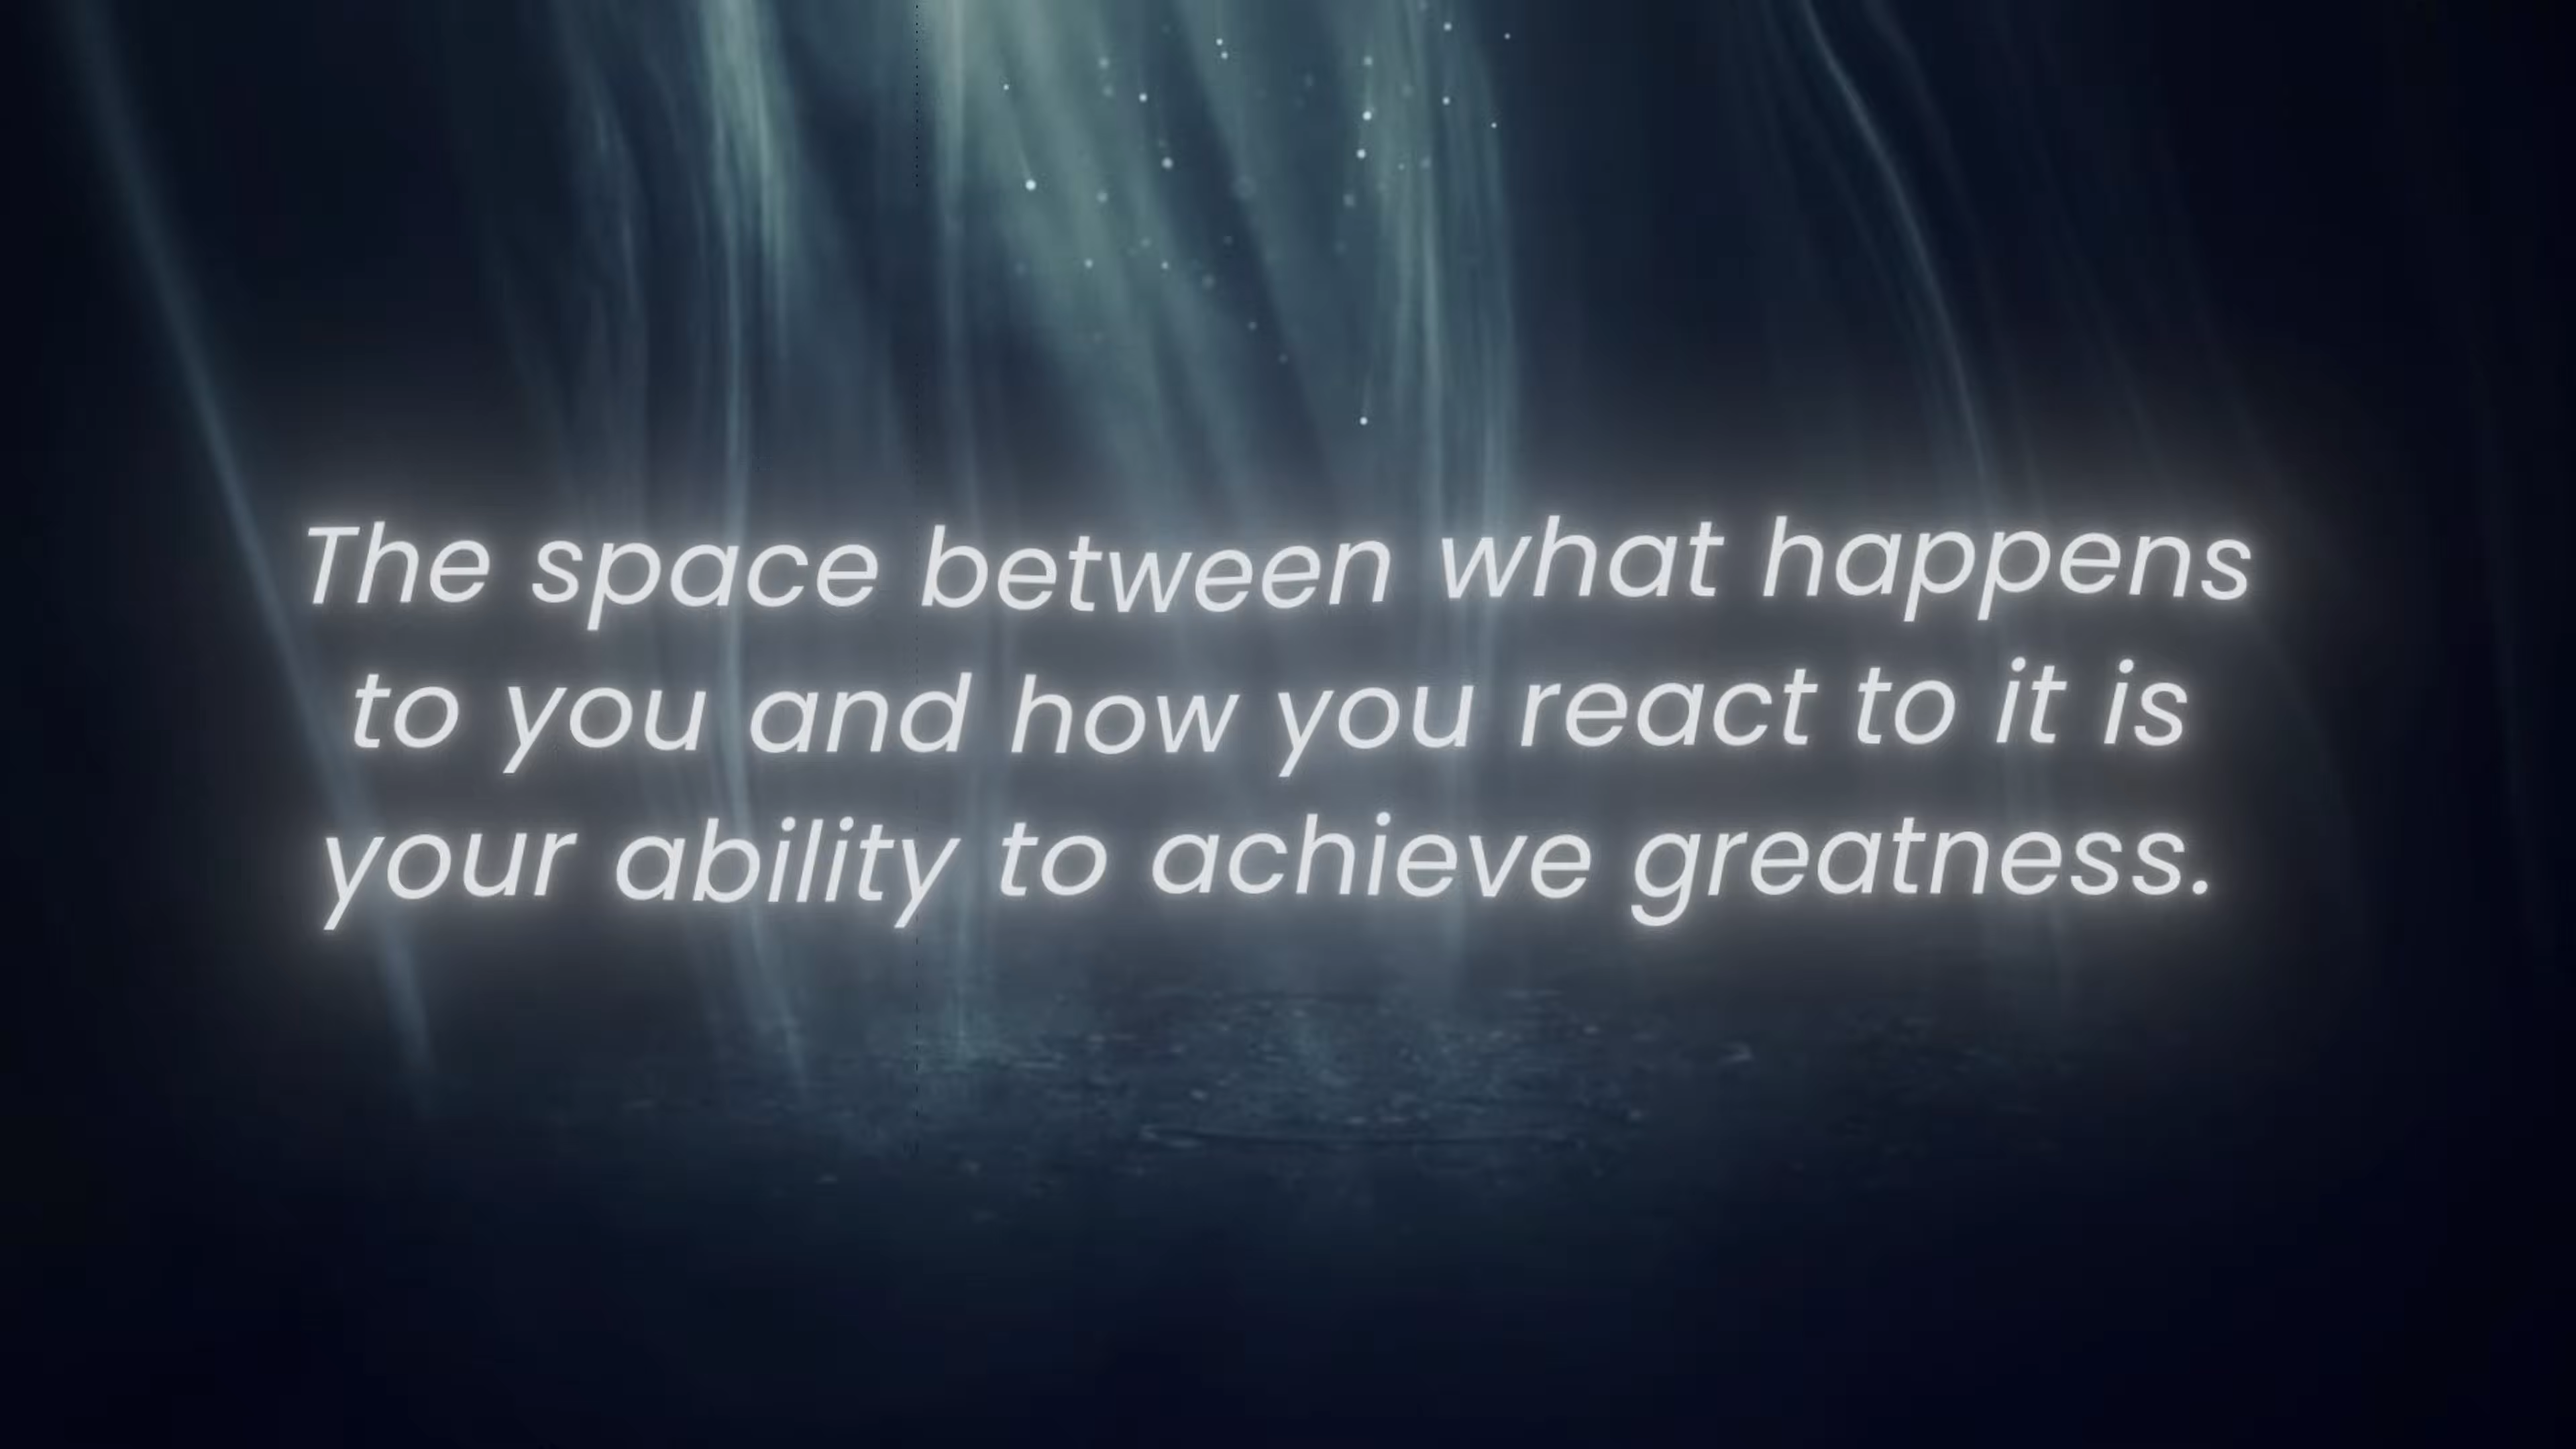 The space between what happens
to you and how you react to it is
your ability to achieve greatness.